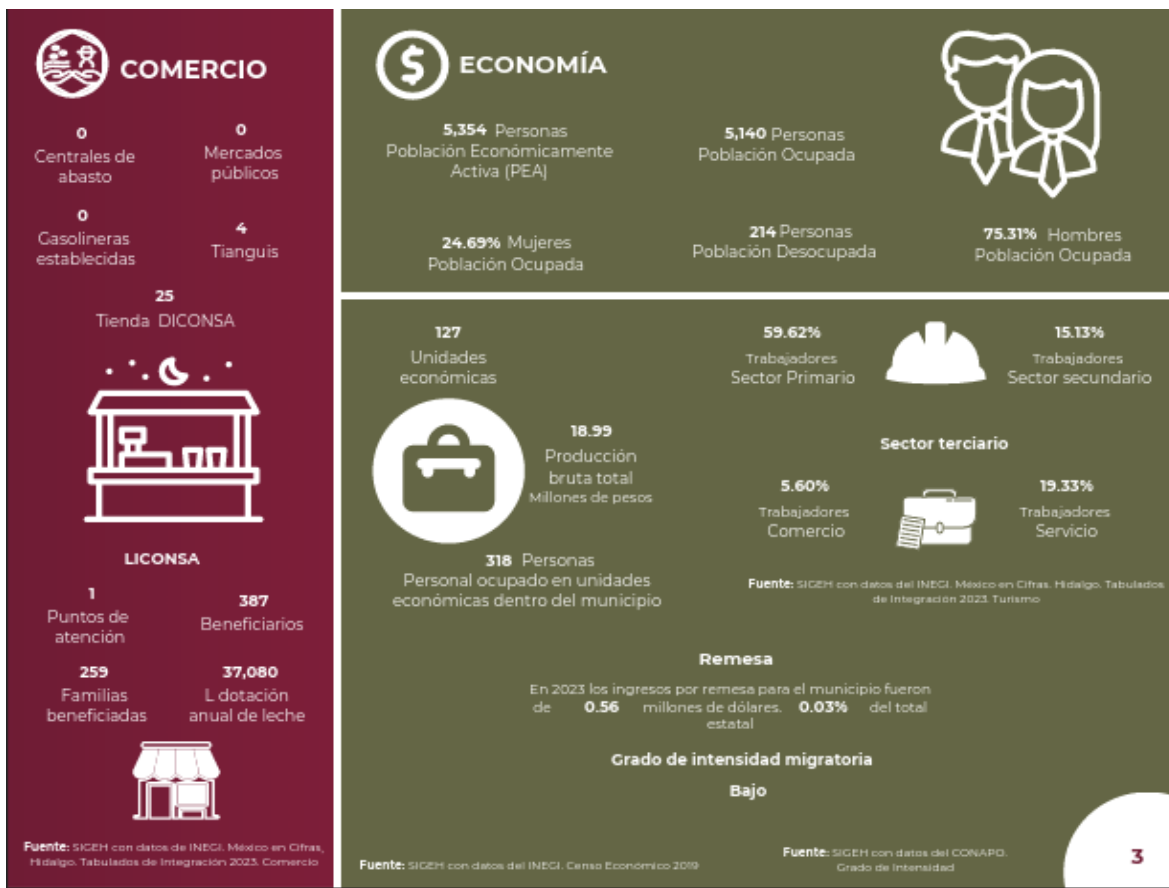 COMERCIO
0
Centrales de
abasto
0
Mercados
públicos
0
Gasolineras
establecidas
4
Tianguis
25
Tienda DICONSA
LICONSA
1
Puntos de
atención
387
Beneficiarios
259
Familias
beneficiadas
37,080
L dotación
anual de leche
Fuente: SIGEH con datos de INEGI. México en Cifras,
Hidalgo. Tabulados de Integración 2023. Comercio
ECONOMÍA
5,354 Personas
Población Económicamente
Activa (PEA)
5,140 Personas
Población Ocupada
24.69% Mujeres
Población Ocupada
214 Personas
Población Desocupada
75.31% Hombres
Población Ocupada
127
Unidades
económicas
18.99
Producción
bruta total
Millones de pesos
318 Personas
Personal ocupado en unidades
económicas dentro del municipio
59.62%
Trabajadores
Sector Primario
15.13%
Trabajadores
Sector secundario
Sector terciario
5.60%
Trabajadores
Comercio
19.33%
Trabajadores
Servicio
Fuente: SIGEH con datos del INEGI. México en Cifras. Hidalgo. Tabulados
de Integración 2023. Turismo
Remesa
En 2023 los ingresos por remesa para el municipio fueron
de 0.56 millones de dólares. 0.03% del total
estatal
Grado de intensidad migratoria
Bajo
Fuente: SIGEH con datos del INEGI. Censo Económico 2019
Fuente: SIGEH con datos del CONAPO.
Grado de Intensidad
3